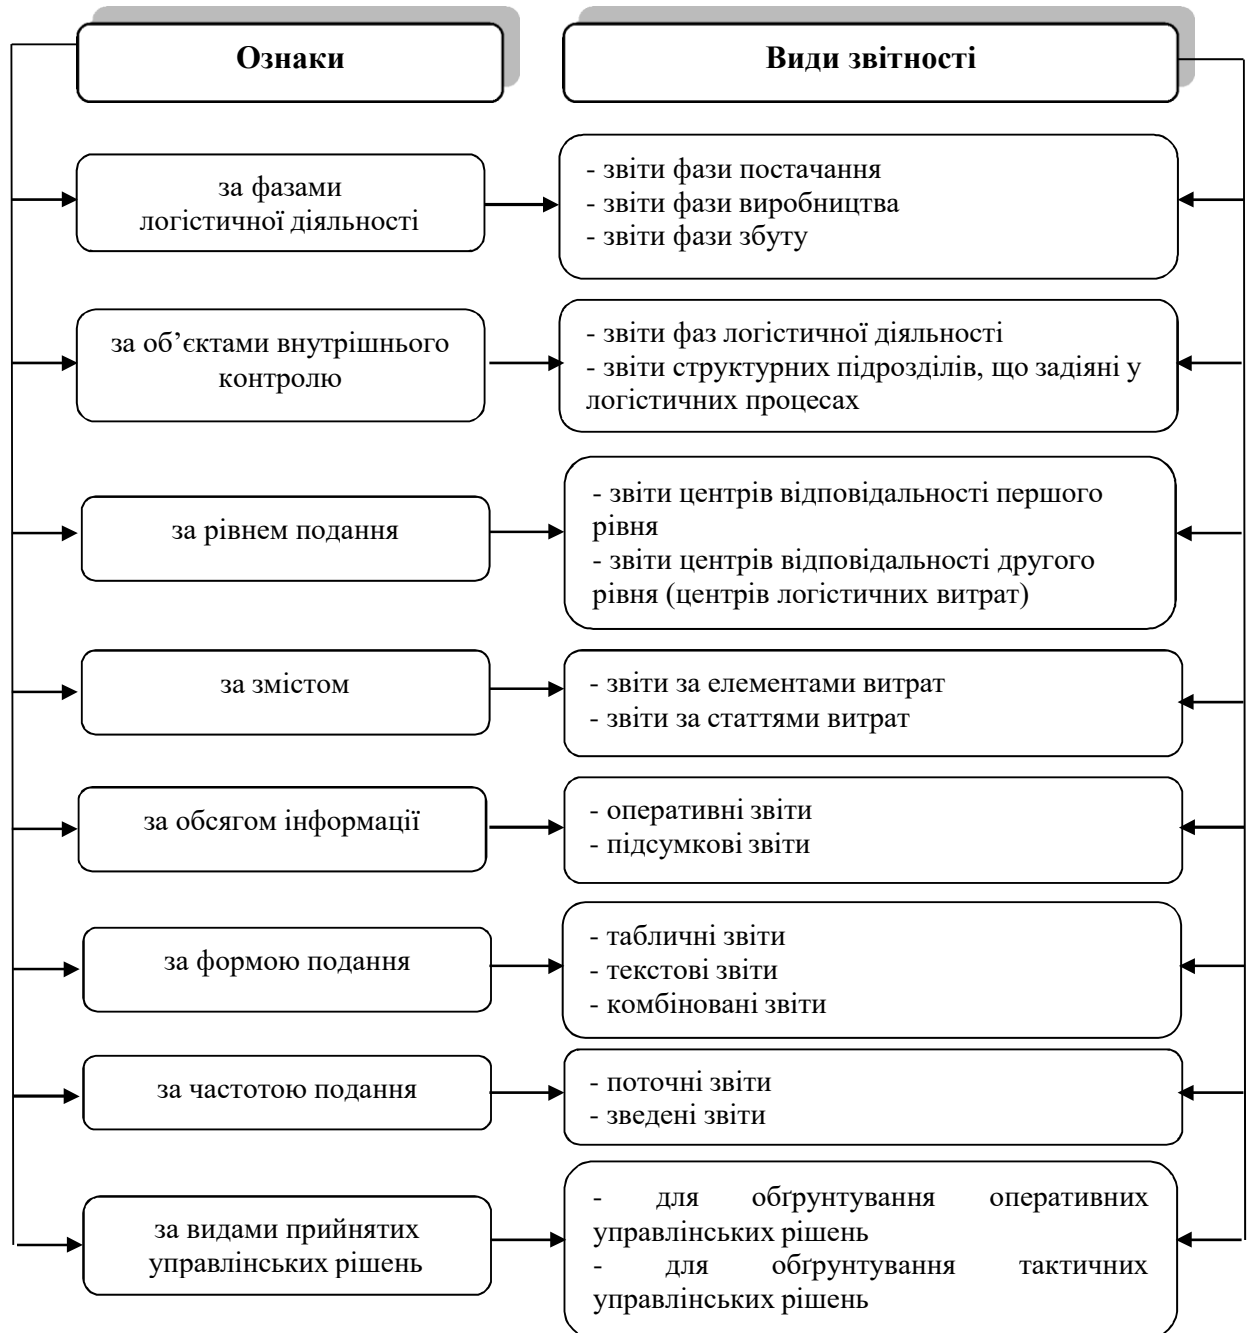 Ознаки
Види звітності
за фазами
логістичної діяльності
- звіти фази постачання
- звіти фази виробництва
- звіти фази збуту
за об’єктами внутрішнього
контролю
- звіти фаз логістичної діяльності
- звіти структурних підрозділів, що задіяні у
логістичних процесах
за рівнем подання
- звіти центрів відповідальності першого
рівня
- звіти центрів відповідальності другого
рівня (центрів логістичних витрат)
за змістом
- звіти за елементами витрат
- звіти за статтями витрат
за обсягом інформації
- оперативні звіти
- підсумкові звіти
за формою подання
- табличні звіти
- текстові звіти
- комбіновані звіти
за частотою подання
- поточні звіти
- зведені звіти
за видами прийнятих
управлінських рішень
- для обґрунтування оперативних
управлінських рішень
- для обґрунтування тактичних
управлінських рішень